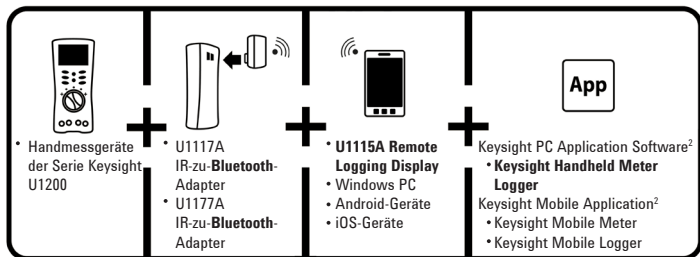 • Handmessgeräte
der Serie Keysight
U1200
• U1117A
IR-zu-Bluetooth-
Adapter
• U1177A
IR-zu-Bluetooth-
Adapter
• U1115A Remote
Logging Display
• Windows PC
• Android-Geräte
• iOS-Geräte
App
Keysight PC Application Software²
• Keysight Handheld Meter
Logger
Keysight Mobile Application²
• Keysight Mobile Meter
• Keysight Mobile Logger